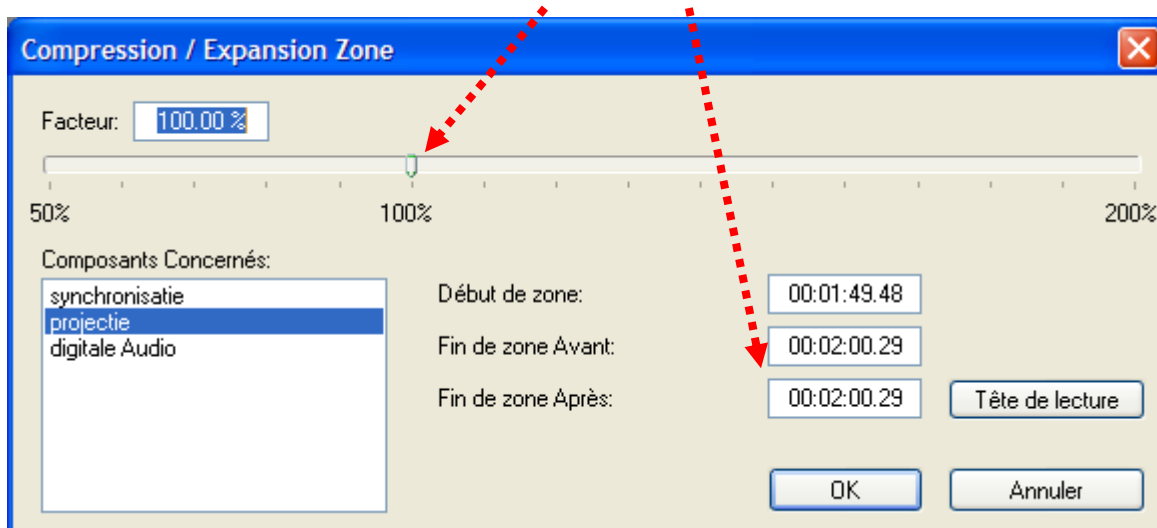 Compression / Expansion Zone
Facteur: 100.00 %
50% 100% 200%
Composants Concernés:
synchronisatie
projectie
digitale Audio
Début de zone: 00:01:49.48
Fin de zone Avant: 00:02:00.29
Fin de zone Après: 00:02:00.29 Tête de lecture
OK Annuler